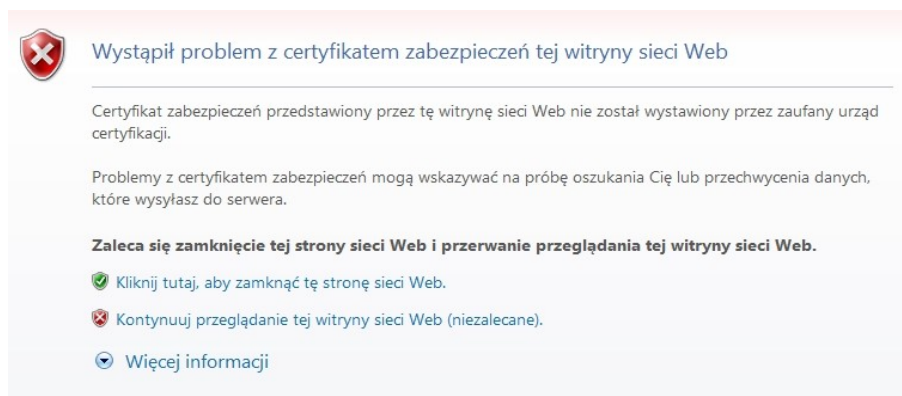 Wystąpił problem z certyfikatem zabezpieczeń tej witryny sieci Web
Certyfikat zabezpieczeń przedstawiony przez tę witrynę sieci Web nie został wystawiony przez zaufany urząd
certyfikacji.
Problemy z certyfikatem zabezpieczeń mogą wskazywać na próbę oszukania Cię lub przechwycenia danych,
które wysyłasz do serwera.
Zaleca się zamknięcie tej strony sieci Web i przerwanie przeglądania tej witryny sieci Web.
Kliknij tutaj, aby zamknąć tę stronę sieci Web.
Kontynuuj przeglądanie tej witryny sieci Web (niezalecane).
Więcej informacji